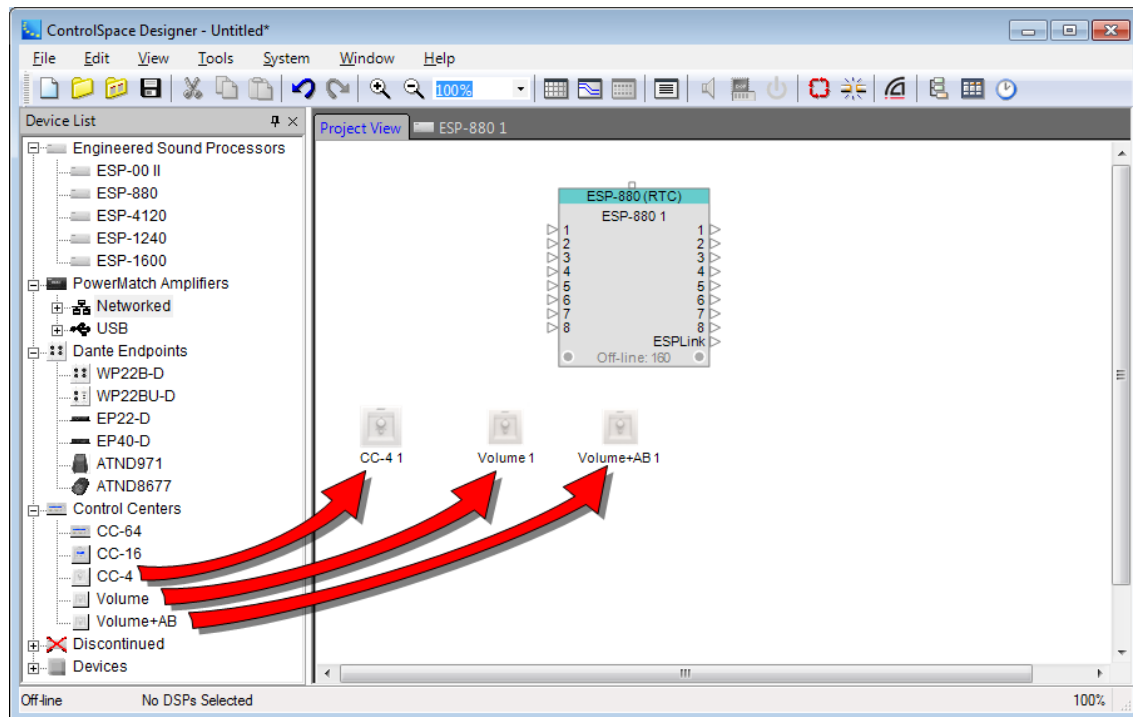 ControlSpace Designer - Untitled*
File Edit View Tools System Window Help
100%
Device List
Project View ESP-880 1
Engineered Sound Processors
ESP-00 II
ESP-880
ESP-4120
ESP-1240
ESP-1600
PowerMatch Amplifiers
Networked
USB
Dante Endpoints
WP22B-D
WP22BU-D
EP22-D
EP40-D
ATND971
ATND8677
Control Centers
CC-64
CC-16
CC-4
Volume
Volume+AB
Discontinued
Devices
ESP-880 (RTC)
ESP-880 1
1 1
2 2
3 3
4 4
5 5
6 6
7 7
8 8
ESPLink
Off-line: 160
CC-4 1 Volume 1 Volume+AB 1
Off-line No DSPs Selected 100%